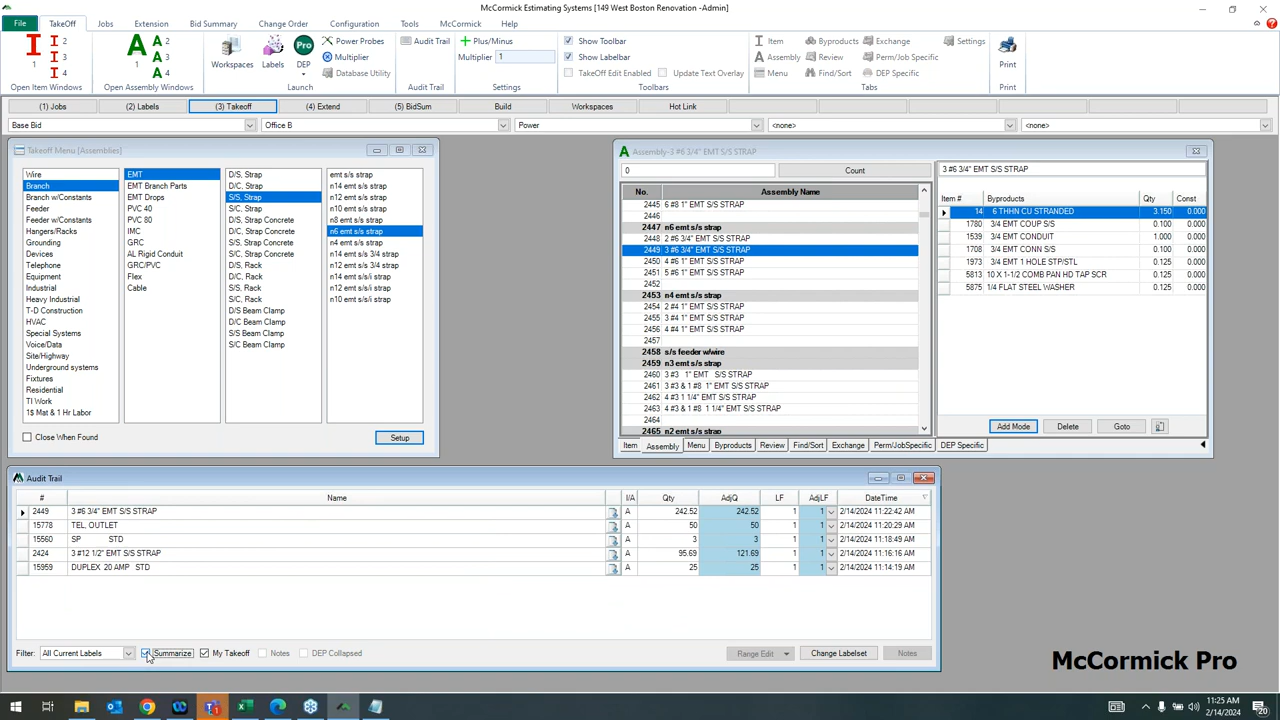 McCormick Estimating Systems [149 West Boston Renovation -Admin]
File TakeOff Jobs Extension Bid Summary Change Order Configuration Tools McCormick Help
I 2 A 2 Power Probes Audit Trail Plus/Minus Show Toolbar Item Byproducts Exchange Settings
I 3 A 3 Pro Multiplier Multiplier 1 Show Labelbar Assembly Review Perm/Job Specific
1 I 4 1 A 4 Workspaces Labels DEP Database Utility TakeOff Edit Enabled Update Text Overlay Menu Find/Sort DEP Specific Print
Open Item Windows Open Assembly Windows Launch Audit Trail Settings Toolbars Tabs Print
(1) Jobs (2) Labels (3) Takeoff (4) Extend (5) BidSum Build Workspaces Hot Link
Base Bid Office B Power <none> <none>
Takeoff Menu [Assemblies]
Wire
Branch
Branch w/Constants
Feeder
Feeder w/Constants
Hangers/Racks
Grounding
Devices
Telephone
Equipment
Industrial
Heavy Industrial
T-D Construction
HVAC
Special Systems
Voice/Data
Site/Highway
Underground systems
Fixtures
Residential
TI Work
1$ Mat & 1 Hr Labor
EMT
EMT Branch Parts
EMT Drops
PVC 40
PVC 80
IMC
GRC
AL Rigid Conduit
GRC/PVC
Flex
Cable
D/S, Strap
D/C, Strap
S/S, Strap
S/C, Strap
D/S, Strap Concrete
D/C, Strap Concrete
S/S, Strap Concrete
S/C, Strap Concrete
D/S, Rack
D/C, Rack
S/S, Rack
S/C, Rack
D/S Beam Clamp
D/C Beam Clamp
S/S Beam Clamp
S/C Beam Clamp
emt s/s strap
n14 emt s/s strap
n12 emt s/s strap
n10 emt s/s strap
n8 emt s/s strap
n6 emt s/s strap
n4 emt s/s strap
n14 emt s/s 3/4 strap
n12 emt s/s 3/4 strap
n14 emt s/s/i strap
n12 emt s/s/i strap
n10 emt s/s/i strap
Close When Found Setup
A Assembly-3 #6 3/4" EMT S/S STRAP
0 Count
No. Assembly Name
2445 6 #8 1" EMT S/S STRAP
2446
2447 n6 emt s/s strap
2448 2 #6 3/4" EMT S/S STRAP
2449 3 #6 3/4" EMT S/S STRAP
2450 4 #6 1" EMT S/S STRAP
2451 5 #6 1" EMT S/S STRAP
2452
2453 n4 emt s/s strap
2454 2 #4 1" EMT S/S STRAP
2455 3 #4 1" EMT S/S STRAP
2456 4 #4 1" EMT S/S STRAP
2457
2458 s/s feeder w/wire
2459 n3 emt s/s strap
2460 3 #3 1" EMT S/S STRAP
2461 3 #3 & 1 #8 1" EMT S/S STRAP
2462 4 #3 1 1/4" EMT S/S STRAP
2463 4 #3 & 1 #8 1 1/4" EMT S/S STRAP
2464
2465 n2 emt s/s strap
3 #6 3/4" EMT S/S STRAP
Item # Byproducts Qty Const
14 6 THHN CU STRANDED 3.150 0.000
1780 3/4 EMT COUP S/S 0.100 0.000
1539 3/4 EMT CONDUIT 1.000 0.000
1708 3/4 EMT CONN S/S 0.100 0.000
1973 3/4 EMT 1 HOLE STP/STL 0.125 0.000
5813 10 X 1-1/2 COMB PAN HD TAP SCR 0.125 0.000
5875 1/4 FLAT STEEL WASHER 0.125 0.000
Add Mode Delete Goto
Item Assembly Menu Byproducts Review Find/Sort Exchange Perm/JobSpecific DEP Specific
Audit Trail
# Name I/A Qty AdjQ LF AdjLF DateTime
2449 3 #6 3/4" EMT S/S STRAP A 242.52 242.52 1 1 2/14/2024 11:22:42 AM
15778 TEL, OUTLET A 50 50 1 1 2/14/2024 11:20:29 AM
15560 SP STD A 3 3 1 1 2/14/2024 11:18:49 AM
2424 3 #12 1/2" EMT S/S STRAP A 95.69 121.69 1 1 2/14/2024 11:16:16 AM
15959 DUPLEX 20 AMP STD A 25 25 1 1 2/14/2024 11:14:19 AM
Filter: All Current Labels Summarize My Takeoff Notes DEP Collapsed Range Edit Change Labelset Notes
McCormick Pro
11:25 AM
2/14/2024
20